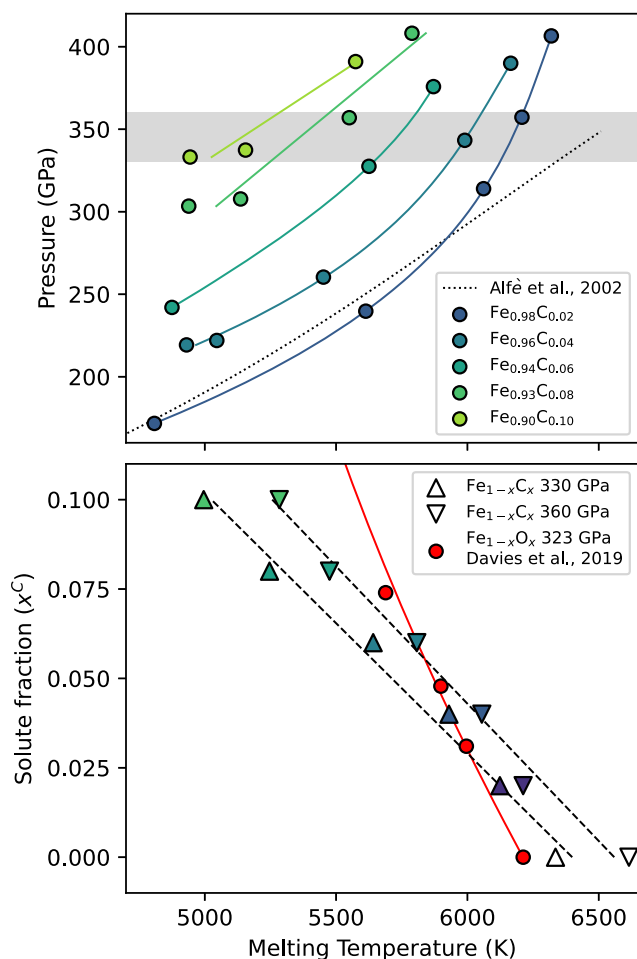 400
350
300
250
200
Pressure (GPa)
Alfè et al., 2002
Fe0.98C0.02
Fe0.96C0.04
Fe0.94C0.06
Fe0.93C0.08
Fe0.90C0.10
0.100
0.075
0.050
0.025
0.000
Solute fraction (x^C)
Fe1−xCx 330 GPa
Fe1−xCx 360 GPa
Fe1−xOx 323 GPa
Davies et al., 2019
5000 5500 6000 6500
Melting Temperature (K)